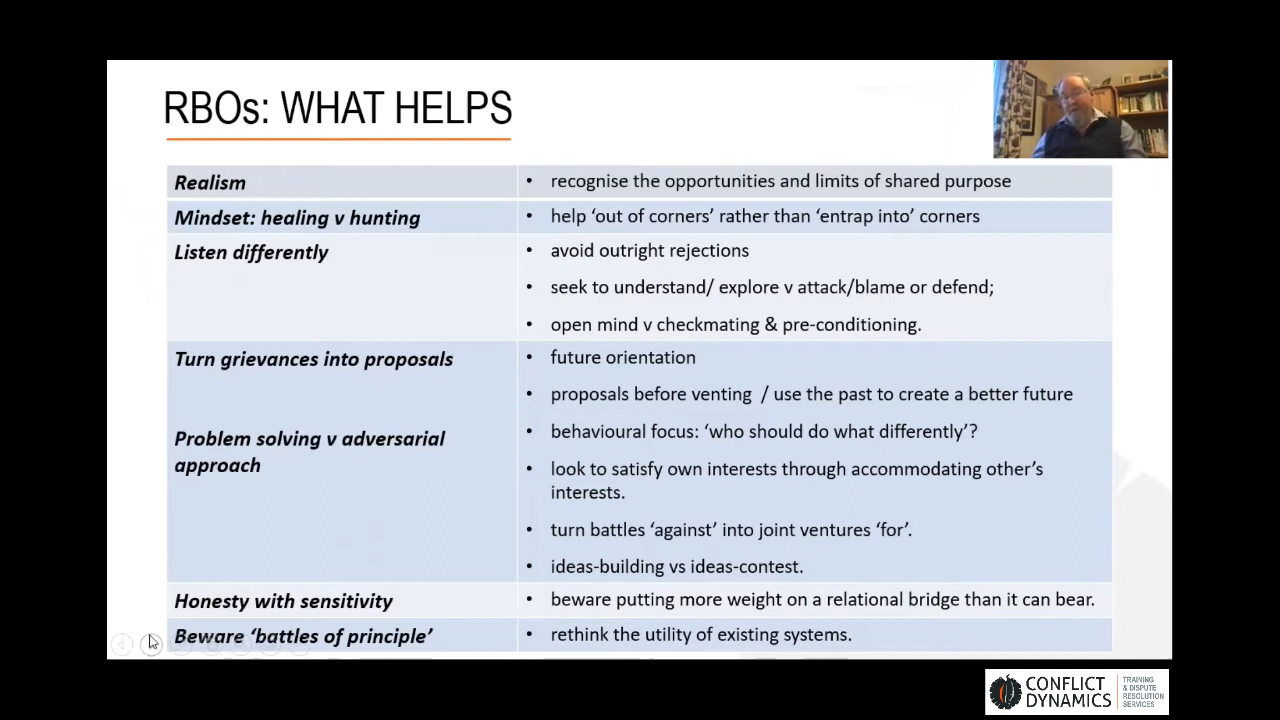 RBOs: WHAT HELPS
Realism
• recognise the opportunities and limits of shared purpose
Mindset: healing v hunting
• help ‘out of corners’ rather than ‘entrap into’ corners
Listen differently
• avoid outright rejections
• seek to understand/ explore v attack/blame or defend;
• open mind v checkmating & pre-conditioning.
Turn grievances into proposals
• future orientation
• proposals before venting / use the past to create a better future
Problem solving v adversarial
approach
• behavioural focus: ‘who should do what differently’?
• look to satisfy own interests through accommodating other’s
interests.
• turn battles ‘against’ into joint ventures ‘for’.
• ideas-building vs ideas-contest.
Honesty with sensitivity
• beware putting more weight on a relational bridge than it can bear.
Beware ‘battles of principle’
• rethink the utility of existing systems.
CONFLICT
DYNAMICS
TRAINING
& DISPUTE
RESOLUTION
SERVICES